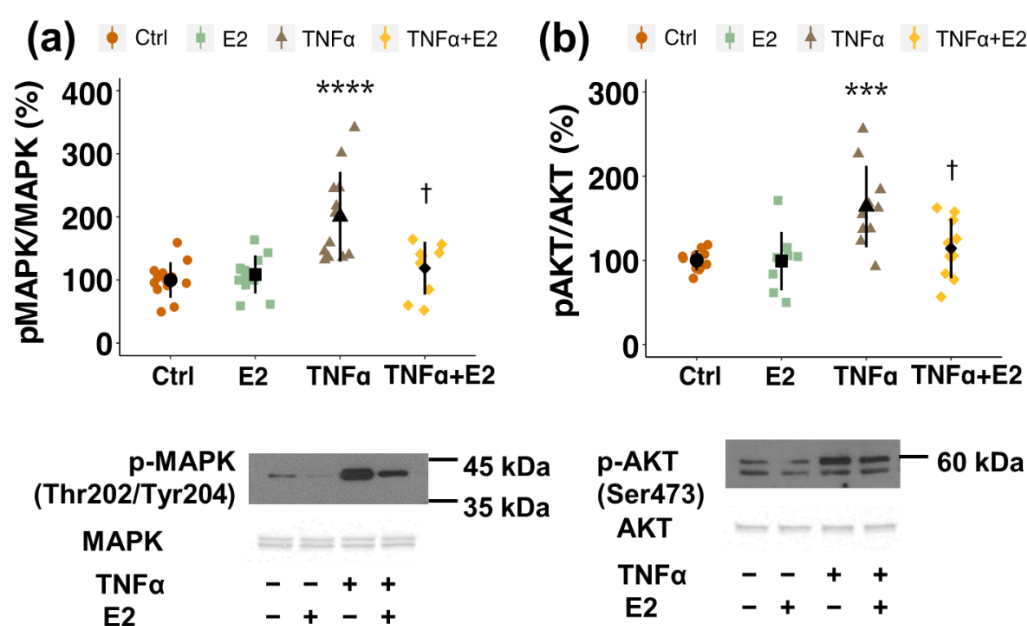 (a) Ctrl E2 TNFα TNFα+E2
pMAPK/MAPK (%)
400
300
200
100
0
****
†
Ctrl E2 TNFα TNFα+E2
p-MAPK
(Thr202/Tyr204)
45 kDa
35 kDa
MAPK
TNFα − − + +
E2 − + − +
(b) Ctrl E2 TNFα TNFα+E2
pAKT/AKT (%)
300
200
100
0
***
†
Ctrl E2 TNFα TNFα+E2
p-AKT
(Ser473)
60 kDa
AKT
TNFα − − + +
E2 − + − +